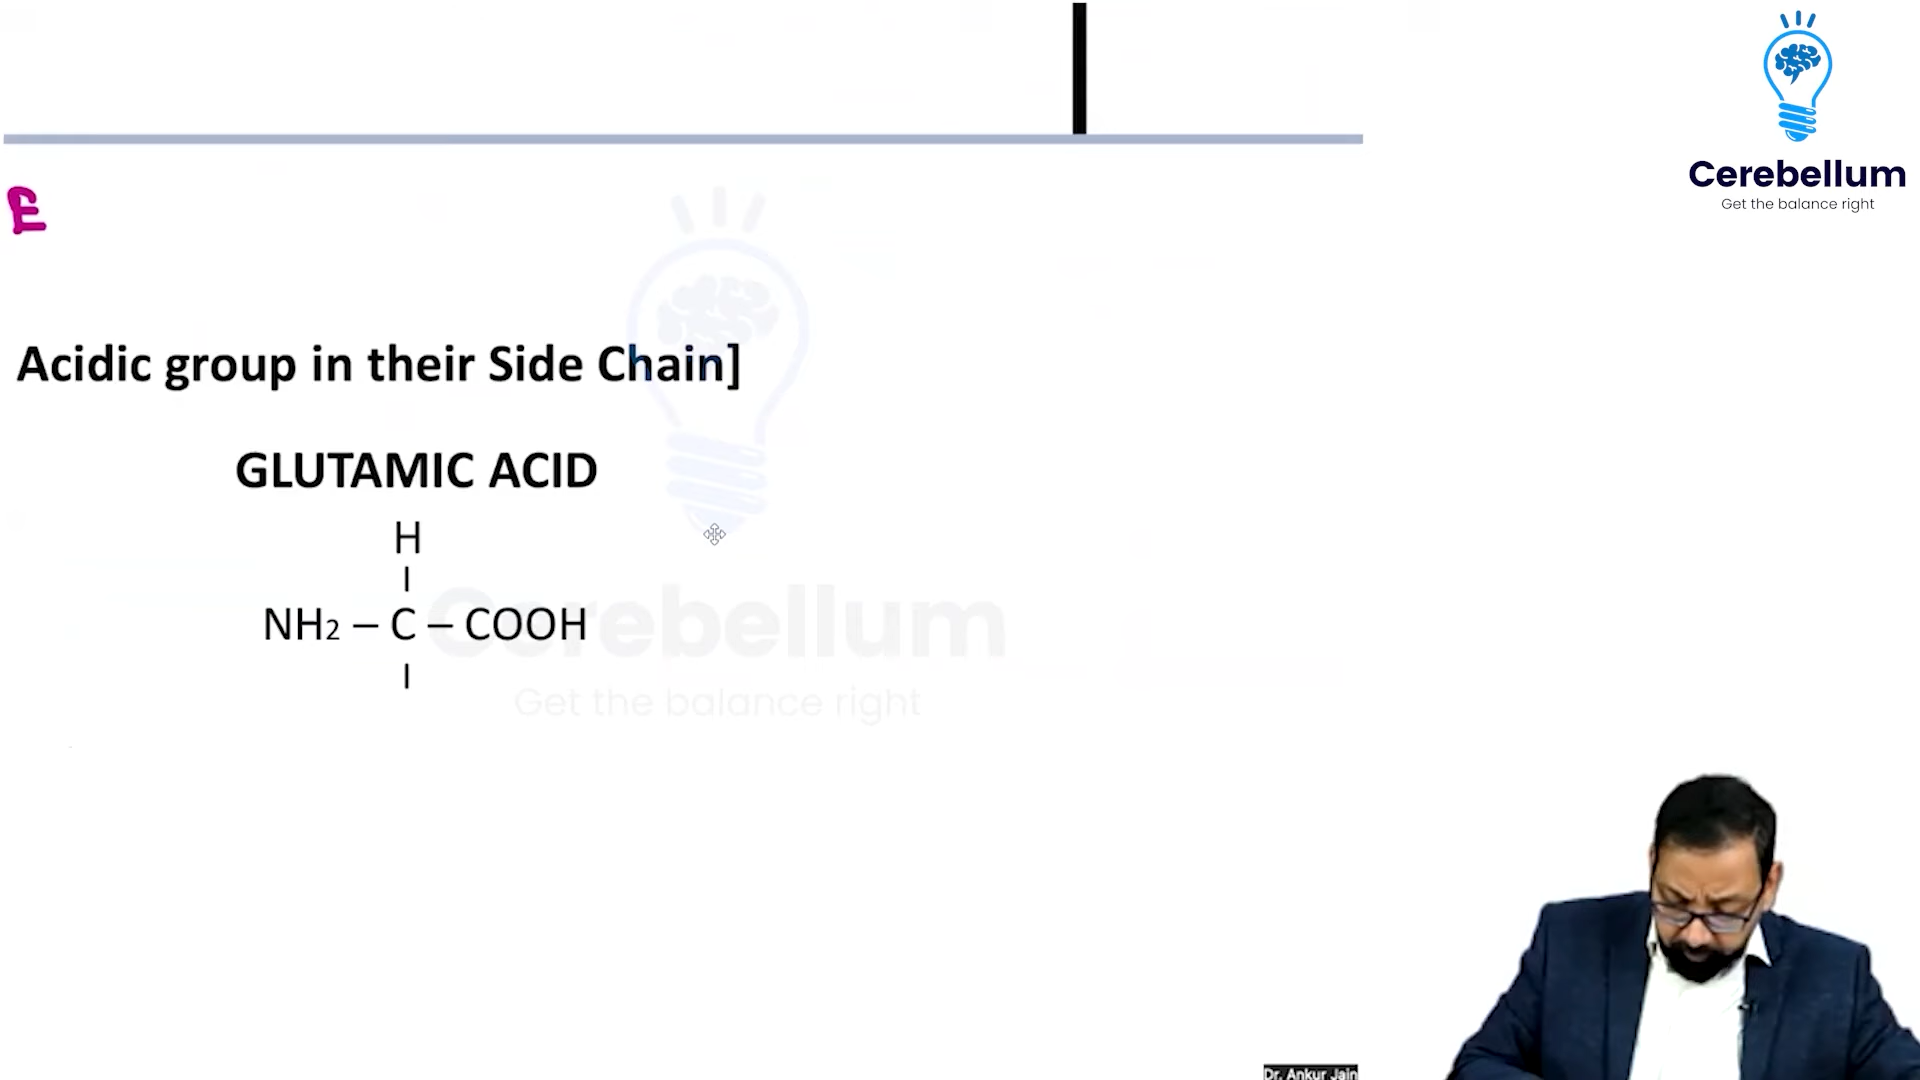 Cerebellum
Get the balance right
E
Acidic group in their Side Chain]
GLUTAMIC ACID
H
I
NH2 – C – COOH
I
Cerebellum
Get the balance right
Dr. Ankur Jain